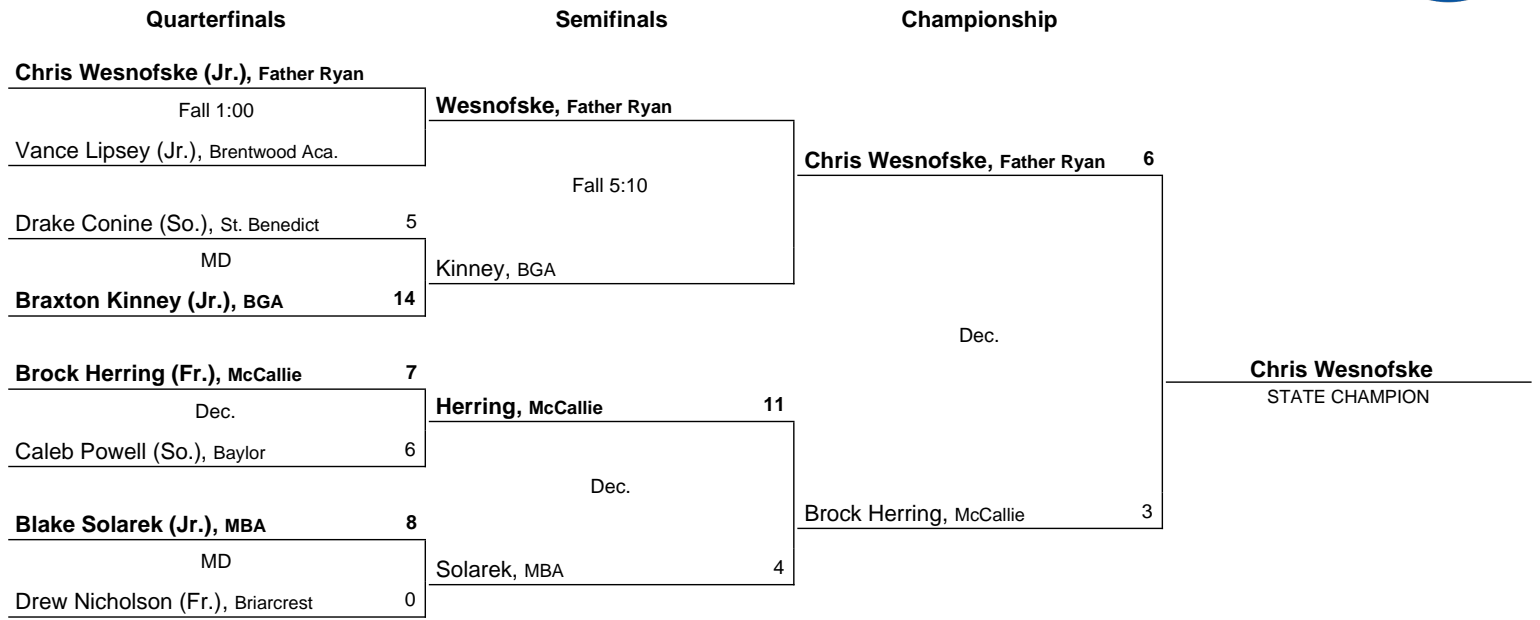 Quarterfinals Semifinals Championship
Chris Wesnofske (Jr.), Father Ryan
Fall 1:00
Vance Lipsey (Jr.), Brentwood Aca.
Drake Conine (So.), St. Benedict 5
MD
Braxton Kinney (Jr.), BGA 14
Brock Herring (Fr.), McCallie 7
Dec.
Caleb Powell (So.), Baylor 6
Blake Solarek (Jr.), MBA 8
MD
Drew Nicholson (Fr.), Briarcrest 0
Wesnofske, Father Ryan
Fall 5:10
Kinney, BGA
Herring, McCallie 11
Dec.
Solarek, MBA 4
Chris Wesnofske, Father Ryan 6
Dec.
Brock Herring, McCallie 3
Chris Wesnofske
STATE CHAMPION